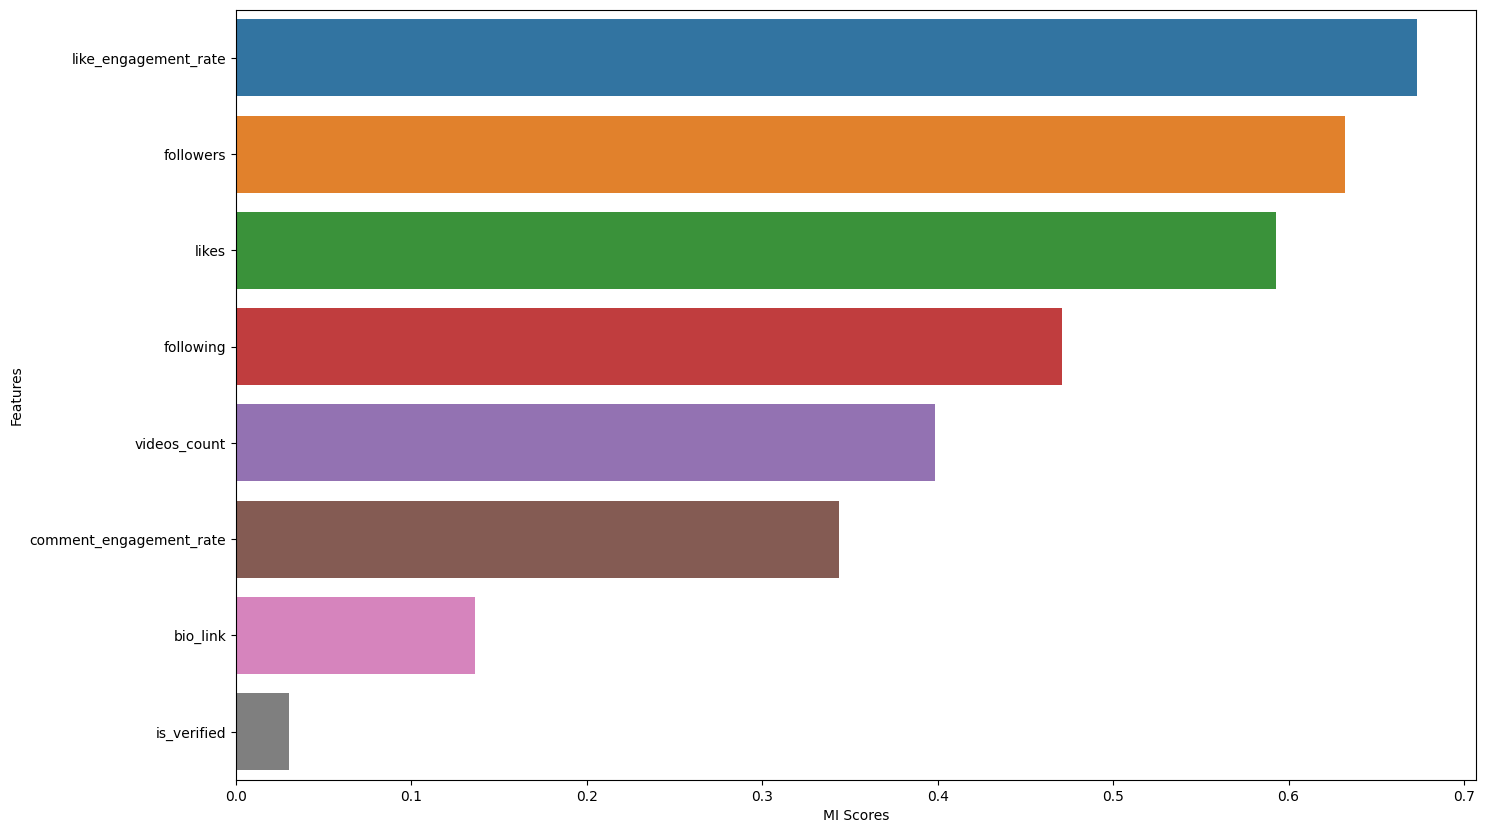 like_engagement_rate
followers
likes
following
videos_count
comment_engagement_rate
bio_link
is_verified
Features
0.0 0.1 0.2 0.3 0.4 0.5 0.6 0.7
MI Scores